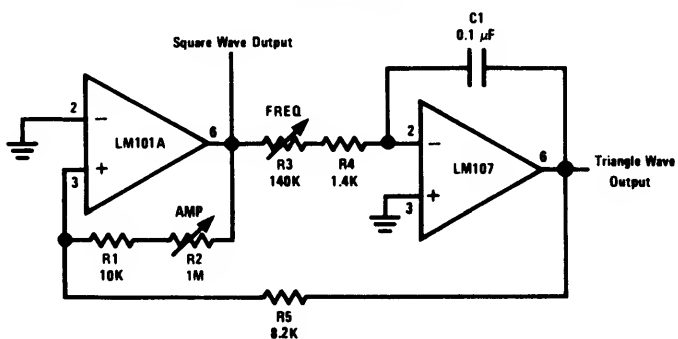 C1
0.1 μF
Square Wave Output
FREQ
2
−
LM101A
6
+
3
R3
140K
R4
1.4K
2
−
LM107
6
+
3
Triangle Wave
Output
AMP
R1
10K
R2
1M
R5
8.2K